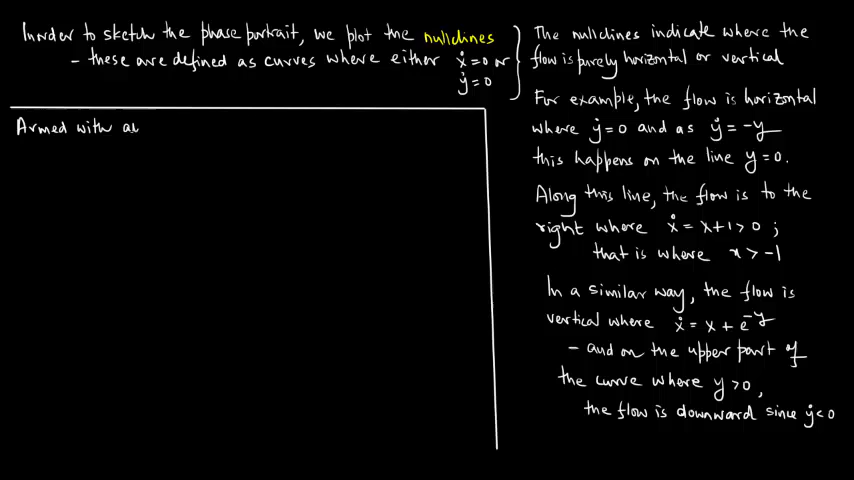 In order to sketch the phase portrait, we plot the nullclines
- these are defined as curves where either ẋ=0 or
ẏ=0
Armed with all
The nullclines indicate where the
flow is purely horizontal or vertical
For example, the flow is horizontal
where ẏ=0 and as ẏ=-y
this happens on the line y=0.
Along this line, the flow is to the
right where ẋ = x+1>0 ;
that is where x > -1
In a similar way, the flow is
vertical where ẋ = x + e^-y
- and on the upper part of
the curve where y>0,
the flow is downward since ẏ<0